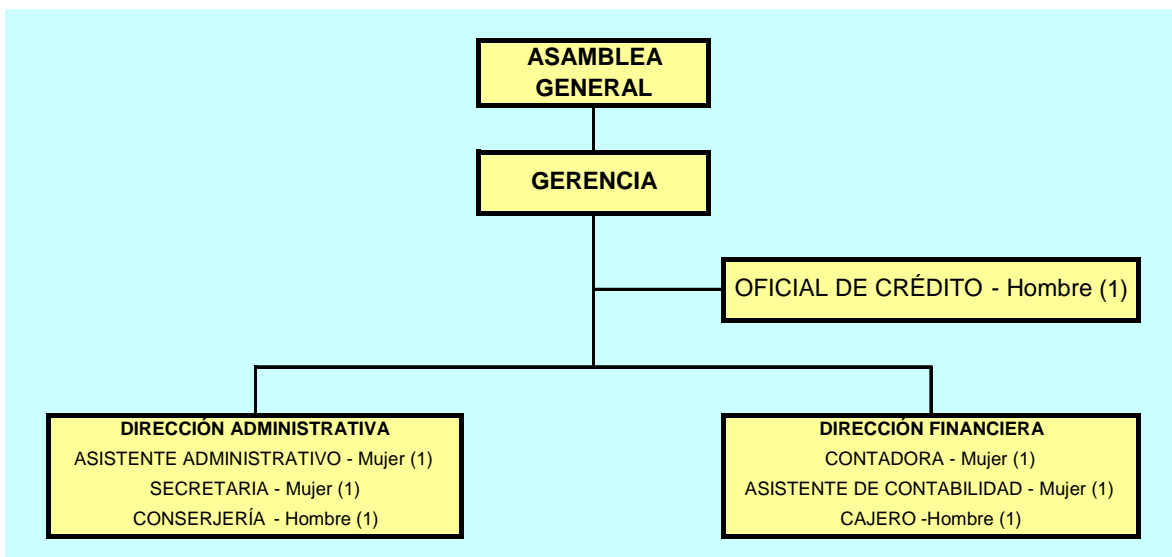 ASAMBLEA
GENERAL
GERENCIA
OFICIAL DE CRÉDITO - Hombre (1)
DIRECCIÓN ADMINISTRATIVA
ASISTENTE ADMINISTRATIVO - Mujer (1)
SECRETARIA - Mujer (1)
CONSERJERÍA - Hombre (1)
DIRECCIÓN FINANCIERA
CONTADORA - Mujer (1)
ASISTENTE DE CONTABILIDAD - Mujer (1)
CAJERO -Hombre (1)